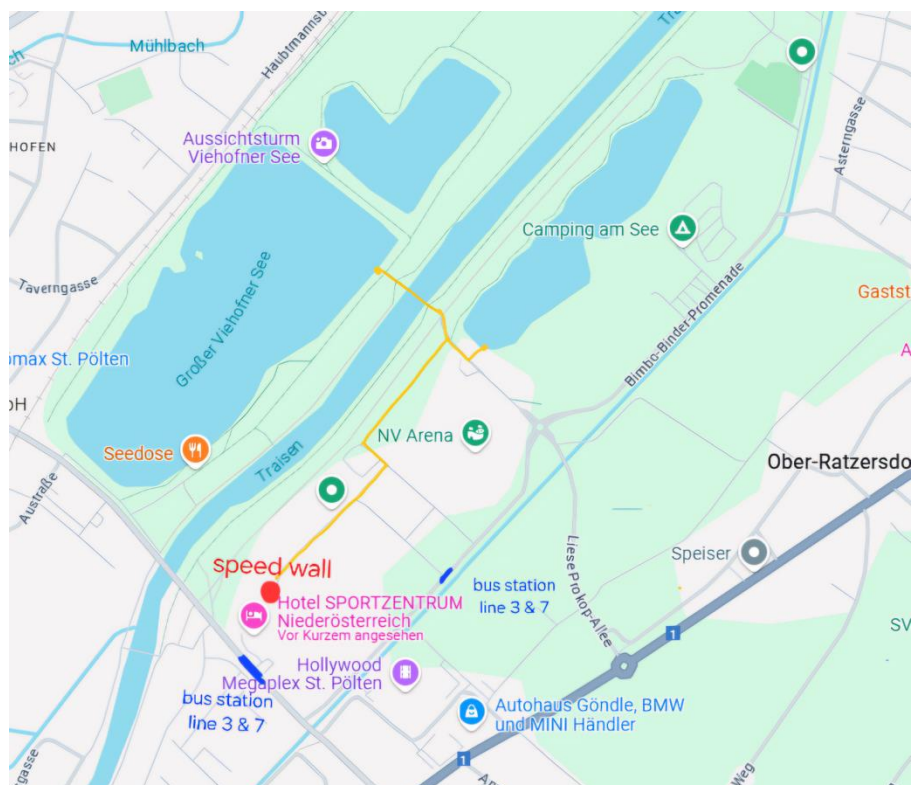 Mühlbach
Haubtmannsb
Aussichtsturm
Viehofner See
HOFEN
Asterngasse
Camping am See
Taverngasse
Großer Viehofner See
Bimbo-Binder-Promenade
Gastst
omax St. Pölten
NV Arena
Seedose
Traisen
Austraße
Ober-Ratzersdo
speed wall
bus station
line 3 & 7
Liese Prokop-Allee
Speiser
Hotel SPORTZENTRUM
Niederösterreich
Vor Kurzem angesehen
1
SV
Hollywood
Megaplex St. Pölten
bus station
line 3 & 7
Autohaus Göndle, BMW
und MINI Händler
1
Weg